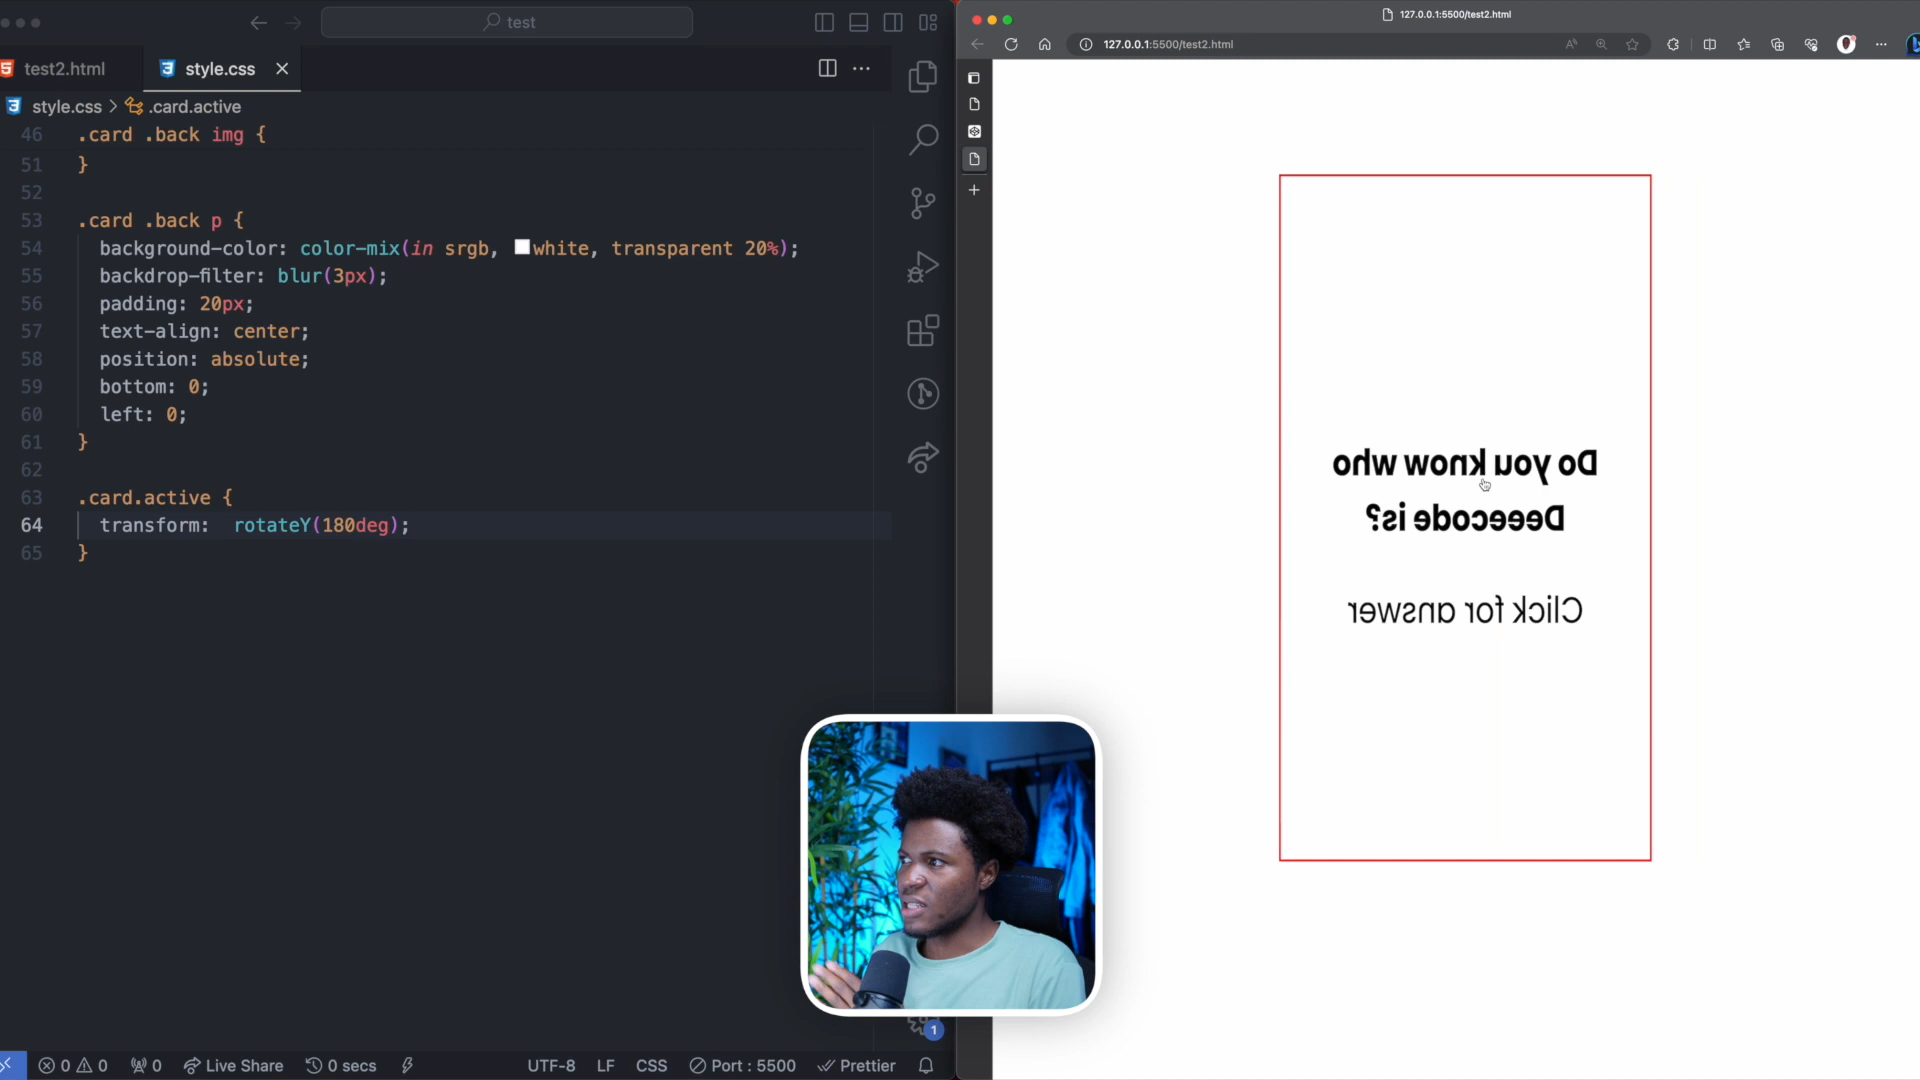 test
test2.html
style.css
style.css > .card.active
46 .card .back img {
51 }
52
53 .card .back p {
54 background-color: color-mix(in srgb, white, transparent 20%);
55 backdrop-filter: blur(3px);
56 padding: 20px;
57 text-align: center;
58 position: absolute;
59 bottom: 0;
60 left: 0;
61 }
62
63 .card.active {
64 transform: rotateY(180deg);
65 }
0 0 0 Live Share 0 secs UTF-8 LF CSS Port : 5500 Prettier
1
127.0.0.1:5500/test2.html
127.0.0.1:5500/test2.html
Do you know who
Deeecode is?
Click for answer